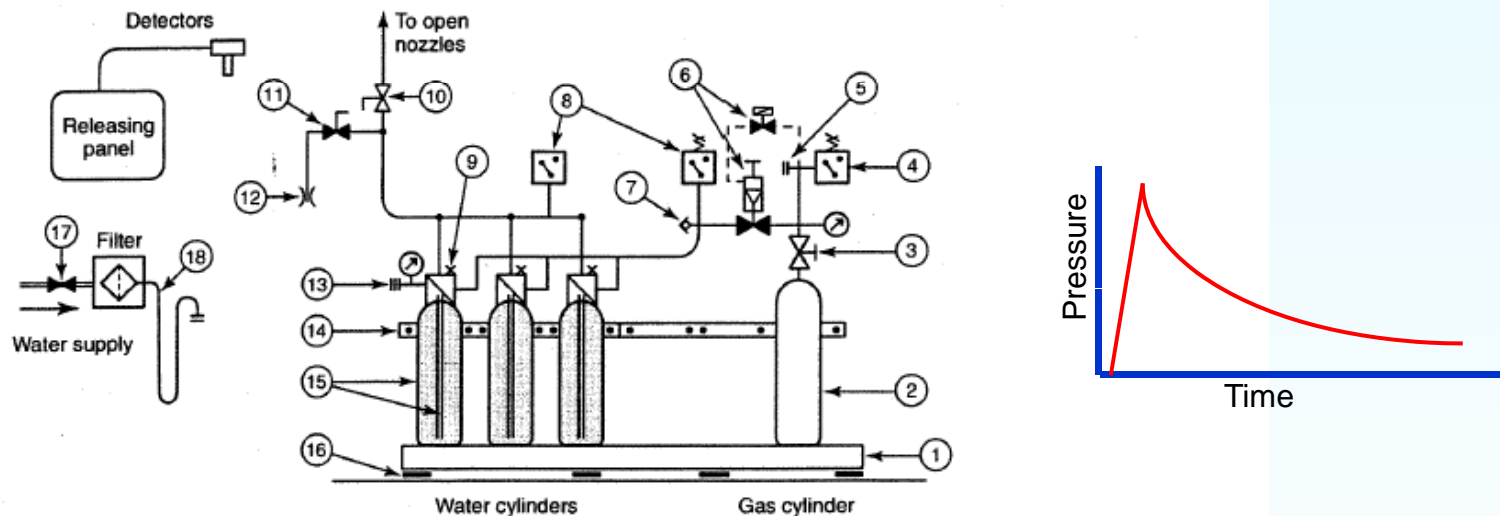 Detectors
Releasing
panel
To open
nozzles
11
10
12
8
6
5
4
9
7
3
17
Filter
18
13
Water supply
14
15
2
16
1
Water cylinders
Gas cylinder
Pressure
Time